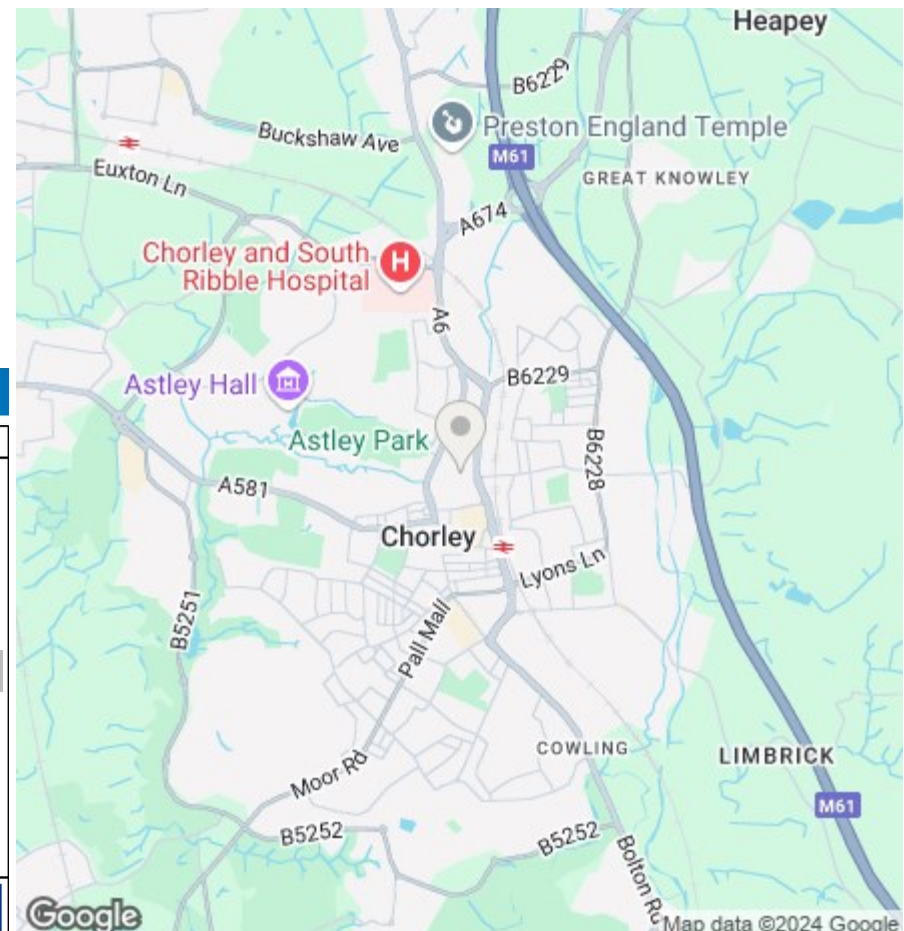 Heapey
B6229
Preston England Temple
Buckshaw Ave
M61
Euxton Ln
GREAT KNOWLEY
A674
Chorley and South
Ribble Hospital
H
A6
Astley Hall
B6229
Astley Park
B6228
A581
Chorley
Lyons Ln
B5251
Pall Mall
COWLING
LIMBRICK
Moor Rd
M61
B5252
B5252
Bolton Rd
Google
Map data ©2024 Google